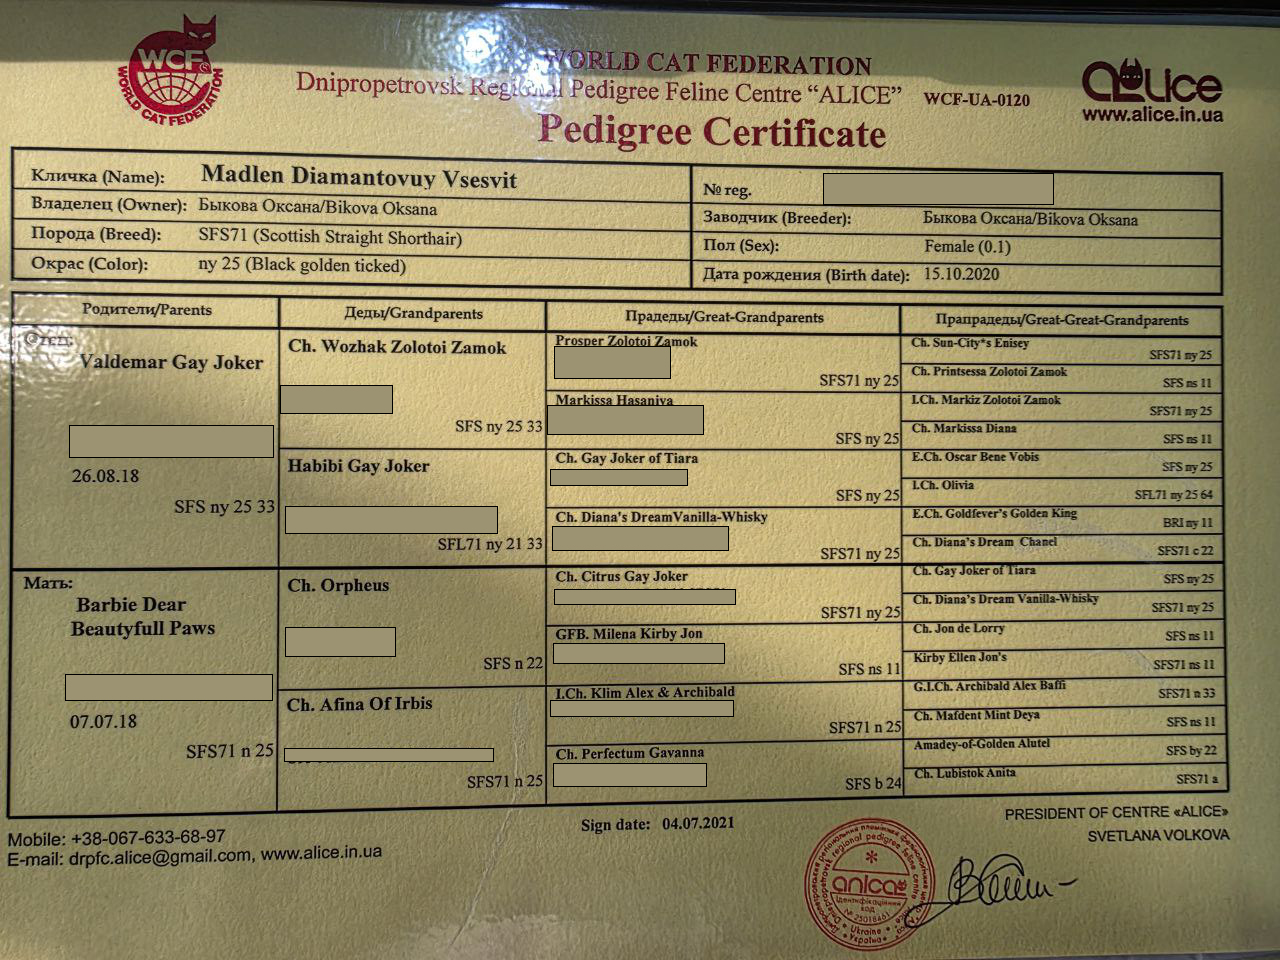 WCF
WORLD CAT FEDERATION
WORLD CAT FEDERATION
Dnipropetrovsk Regional Pedigree Feline Centre “ALICE” WCF-UA-0120
Pedigree Certificate
ALice
www.alice.in.ua
Кличка (Name): Madlen Diamantovuy Vsesvit
Владелец (Owner): Быкова Оксана/Bikova Oksana
Порода (Breed): SFS71 (Scottish Straight Shorthair)
Окрас (Color): ny 25 (Black golden ticked)
№ reg.
Заводчик (Breeder): Быкова Оксана/Bikova Oksana
Пол (Sex): Female (0.1)
Дата рождения (Birth date): 15.10.2020
Родители/Parents
Отец:
Valdemar Gay Joker
26.08.18
SFS ny 25 33
Мать:
Barbie Dear
Beautyfull Paws
07.07.18
SFS71 n 25
Деды/Grandparents
Ch. Wozhak Zolotoi Zamok
SFS ny 25 33
Habibi Gay Joker
SFL71 ny 21 33
Ch. Orpheus
SFS n 22
Ch. Afina Of Irbis
SFS71 n 25
Прадеды/Great-Grandparents
Prosper Zolotoi Zamok
SFS71 ny 25
Markissa Hasaniya
SFS ny 25
Ch. Gay Joker of Tiara
SFS ny 25
Ch. Diana's DreamVanilla-Whisky
SFS71 ny 25
Ch. Citrus Gay Joker
SFS71 ny 25
GFB. Milena Kirby Jon
SFS ns 11
I.Ch. Klim Alex & Archibald
SFS71 n 25
Ch. Perfectum Gavanna
SFS b 24
Прапрадеды/Great-Great-Grandparents
Ch. Sun-City*s Enisey
SFS71 ny 25
Ch. Printsessa Zolotoi Zamok
SFS ns 11
I.Ch. Markiz Zolotoi Zamok
SFS71 ny 25
Ch. Markissa Diana
SFS ns 11
E.Ch. Oscar Bene Vobis
SFS ny 25
I.Ch. Olivia
SFL71 ny 25 64
E.Ch. Goldfever's Golden King
BRI ny 11
Ch. Diana's Dream Chanel
SFS71 c 22
Ch. Gay Joker of Tiara
SFS ny 25
Ch. Diana's Dream Vanilla-Whisky
SFS71 ny 25
Ch. Jon de Lorry
SFS ns 11
Kirby Ellen Jon's
SFS71 ns 11
G.I.Ch. Archibald Alex Baffi
SFS71 n 33
Ch. Mafdent Mint Deya
SFS ns 11
Amadey-of-Golden Alutel
SFS by 22
Ch. Lubistok Anita
SFS71 a
Mobile: +38-067-633-68-97
E-mail: drpfc.alice@gmail.com, www.alice.in.ua
Sign date: 04.07.2021
PRESIDENT OF CENTRE «ALICE»
SVETLANA VOLKOVA
Ідентифікаційний
код
№ 25018461
Ukraine
Україна